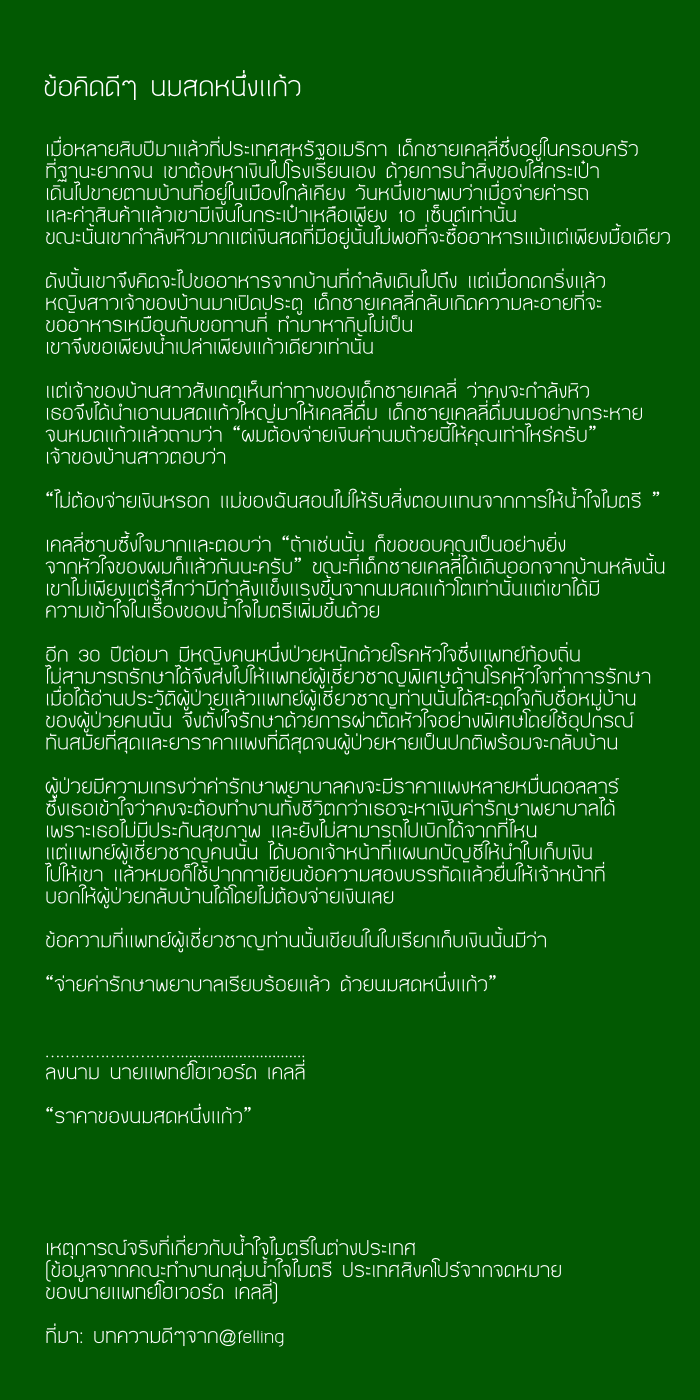 ข้อคิดดีๆ นมสดหนึ่งแก้ว
เมื่อหลายสิบปีมาแล้วที่ประเทศสหรัฐอเมริกา เด็กชายเคลลี่ซึ่งอยู่ในครอบครัว
ที่ฐานะยากจน เขาต้องหาเงินไปโรงเรียนเอง ด้วยการนำสิ่งของใส่กระเป๋า
เดินไปขายตามบ้านที่อยู่ในเมืองใกล้เคียง วันหนึ่งเขาพบว่าเมื่อจ่ายค่ารถ
และค่าสินค้าแล้วเขามีเงินในกระเป๋าเหลือเพียง 10 เซ็นต์เท่านั้น
ขณะนั้นเขากำลังหิวมากแต่เงินสดที่มีอยู่นั้นไม่พอที่จะซื้ออาหารแม้แต่เพียงมื้อเดียว
ดังนั้นเขาจึงคิดจะไปขออาหารจากบ้านที่กำลังเดินไปถึง แต่เมื่อกดกริ่งแล้ว
หญิงสาวเจ้าของบ้านมาเปิดประตู เด็กชายเคลลี่กลับเกิดความละอายที่จะ
ขออาหารเหมือนกับขอทานที่ ทำมาหากินไม่เป็น
เขาจึงขอเพียงน้ำเปล่าเพียงแก้วเดียวเท่านั้น
แต่เจ้าของบ้านสาวสังเกตุเห็นท่าทางของเด็กชายเคลลี่ ว่าคงจะกำลังหิว
เธอจึงได้นำเอานมสดแก้วใหญ่มาให้เคลลี่ดื่ม เด็กชายเคลลี่ดื่มนมอย่างกระหาย
จนหมดแก้วแล้วถามว่า “ผมต้องจ่ายเงินค่านมถ้วยนี้ให้คุณเท่าไหร่ครับ”
เจ้าของบ้านสาวตอบว่า
“ไม่ต้องจ่ายเงินหรอก แม่ของฉันสอนไม่ให้รับสิ่งตอบแทนจากการให้น้ำใจไมตรี ”
เคลลี่ซาบซึ้งใจมากและตอบว่า “ถ้าเช่นนั้น ก็ขอขอบคุณเป็นอย่างยิ่ง
จากหัวใจของผมก็แล้วกันนะครับ” ขณะที่เด็กชายเคลลี่ได้เดินออกจากบ้านหลังนั้น
เขาไม่เพียงแต่รู้สึกว่ามีกำลังแข็งแรงขึ้นจากนมสดแก้วโตเท่านั้นแต่เขาได้มี
ความเข้าใจในเรื่องของน้ำใจไมตรีเพิ่มขึ้นด้วย
อีก 30 ปีต่อมา มีหญิงคนหนึ่งป่วยหนักด้วยโรคหัวใจซึ่งแพทย์ท้องถิ่น
ไม่สามารถรักษาได้จึงส่งไปให้แพทย์ผู้เชี่ยวชาญพิเศษด้านโรคหัวใจทำการรักษา
เมื่อได้อ่านประวัติผู้ป่วยแล้วแพทย์ผู้เชี่ยวชาญท่านนั้นได้สะดุดใจกับชื่อหมู่บ้าน
ของผู้ป่วยคนนั้น จึงตั้งใจรักษาด้วยการผ่าตัดหัวใจอย่างพิเศษโดยใช้อุปกรณ์
ทันสมัยที่สุดและยาราคาแพงที่ดีสุดจนผู้ป่วยหายเป็นปกติพร้อมจะกลับบ้าน
ผู้ป่วยมีความเกรงว่าค่ารักษาพยาบาลคงจะมีราคาแพงหลายหมื่นดอลลาร์
ซึ่งเธอเข้าใจว่าคงจะต้องทำงานทั้งชีวิตกว่าเธอจะหาเงินค่ารักษาพยาบาลได้
เพราะเธอไม่มีประกันสุขภาพ และยังไม่สามารถไปเบิกได้จากที่ไหน
แต่แพทย์ผู้เชี่ยวชาญคนนั้น ได้บอกเจ้าหน้าที่แผนกบัญชีให้นำใบเก็บเงิน
ไปให้เขา แล้วหมอก็ใช้ปากกาเขียนข้อความสองบรรทัดแล้วยื่นให้เจ้าหน้าที่
บอกให้ผู้ป่วยกลับบ้านได้โดยไม่ต้องจ่ายเงินเลย
ข้อความที่แพทย์ผู้เชี่ยวชาญท่านนั้นเขียนในใบเรียกเก็บเงินนั้นมีว่า
“จ่ายค่ารักษาพยาบาลเรียบร้อยแล้ว ด้วยนมสดหนึ่งแก้ว”
……………………….............................
ลงนาม นายแพทย์โฮเวอร์ด เคลลี่
“ราคาของนมสดหนึ่งแก้ว”
เหตุการณ์จริงที่เกี่ยวกับน้ำใจไมตรีในต่างประเทศ
(ข้อมูลจากคณะทำงานกลุ่มน้ำใจไมตรี ประเทศสิงคโปร์จากจดหมาย
ของนายแพทย์โฮเวอร์ด เคลลี่)
ที่มา: บทความดีๆจาก@felling